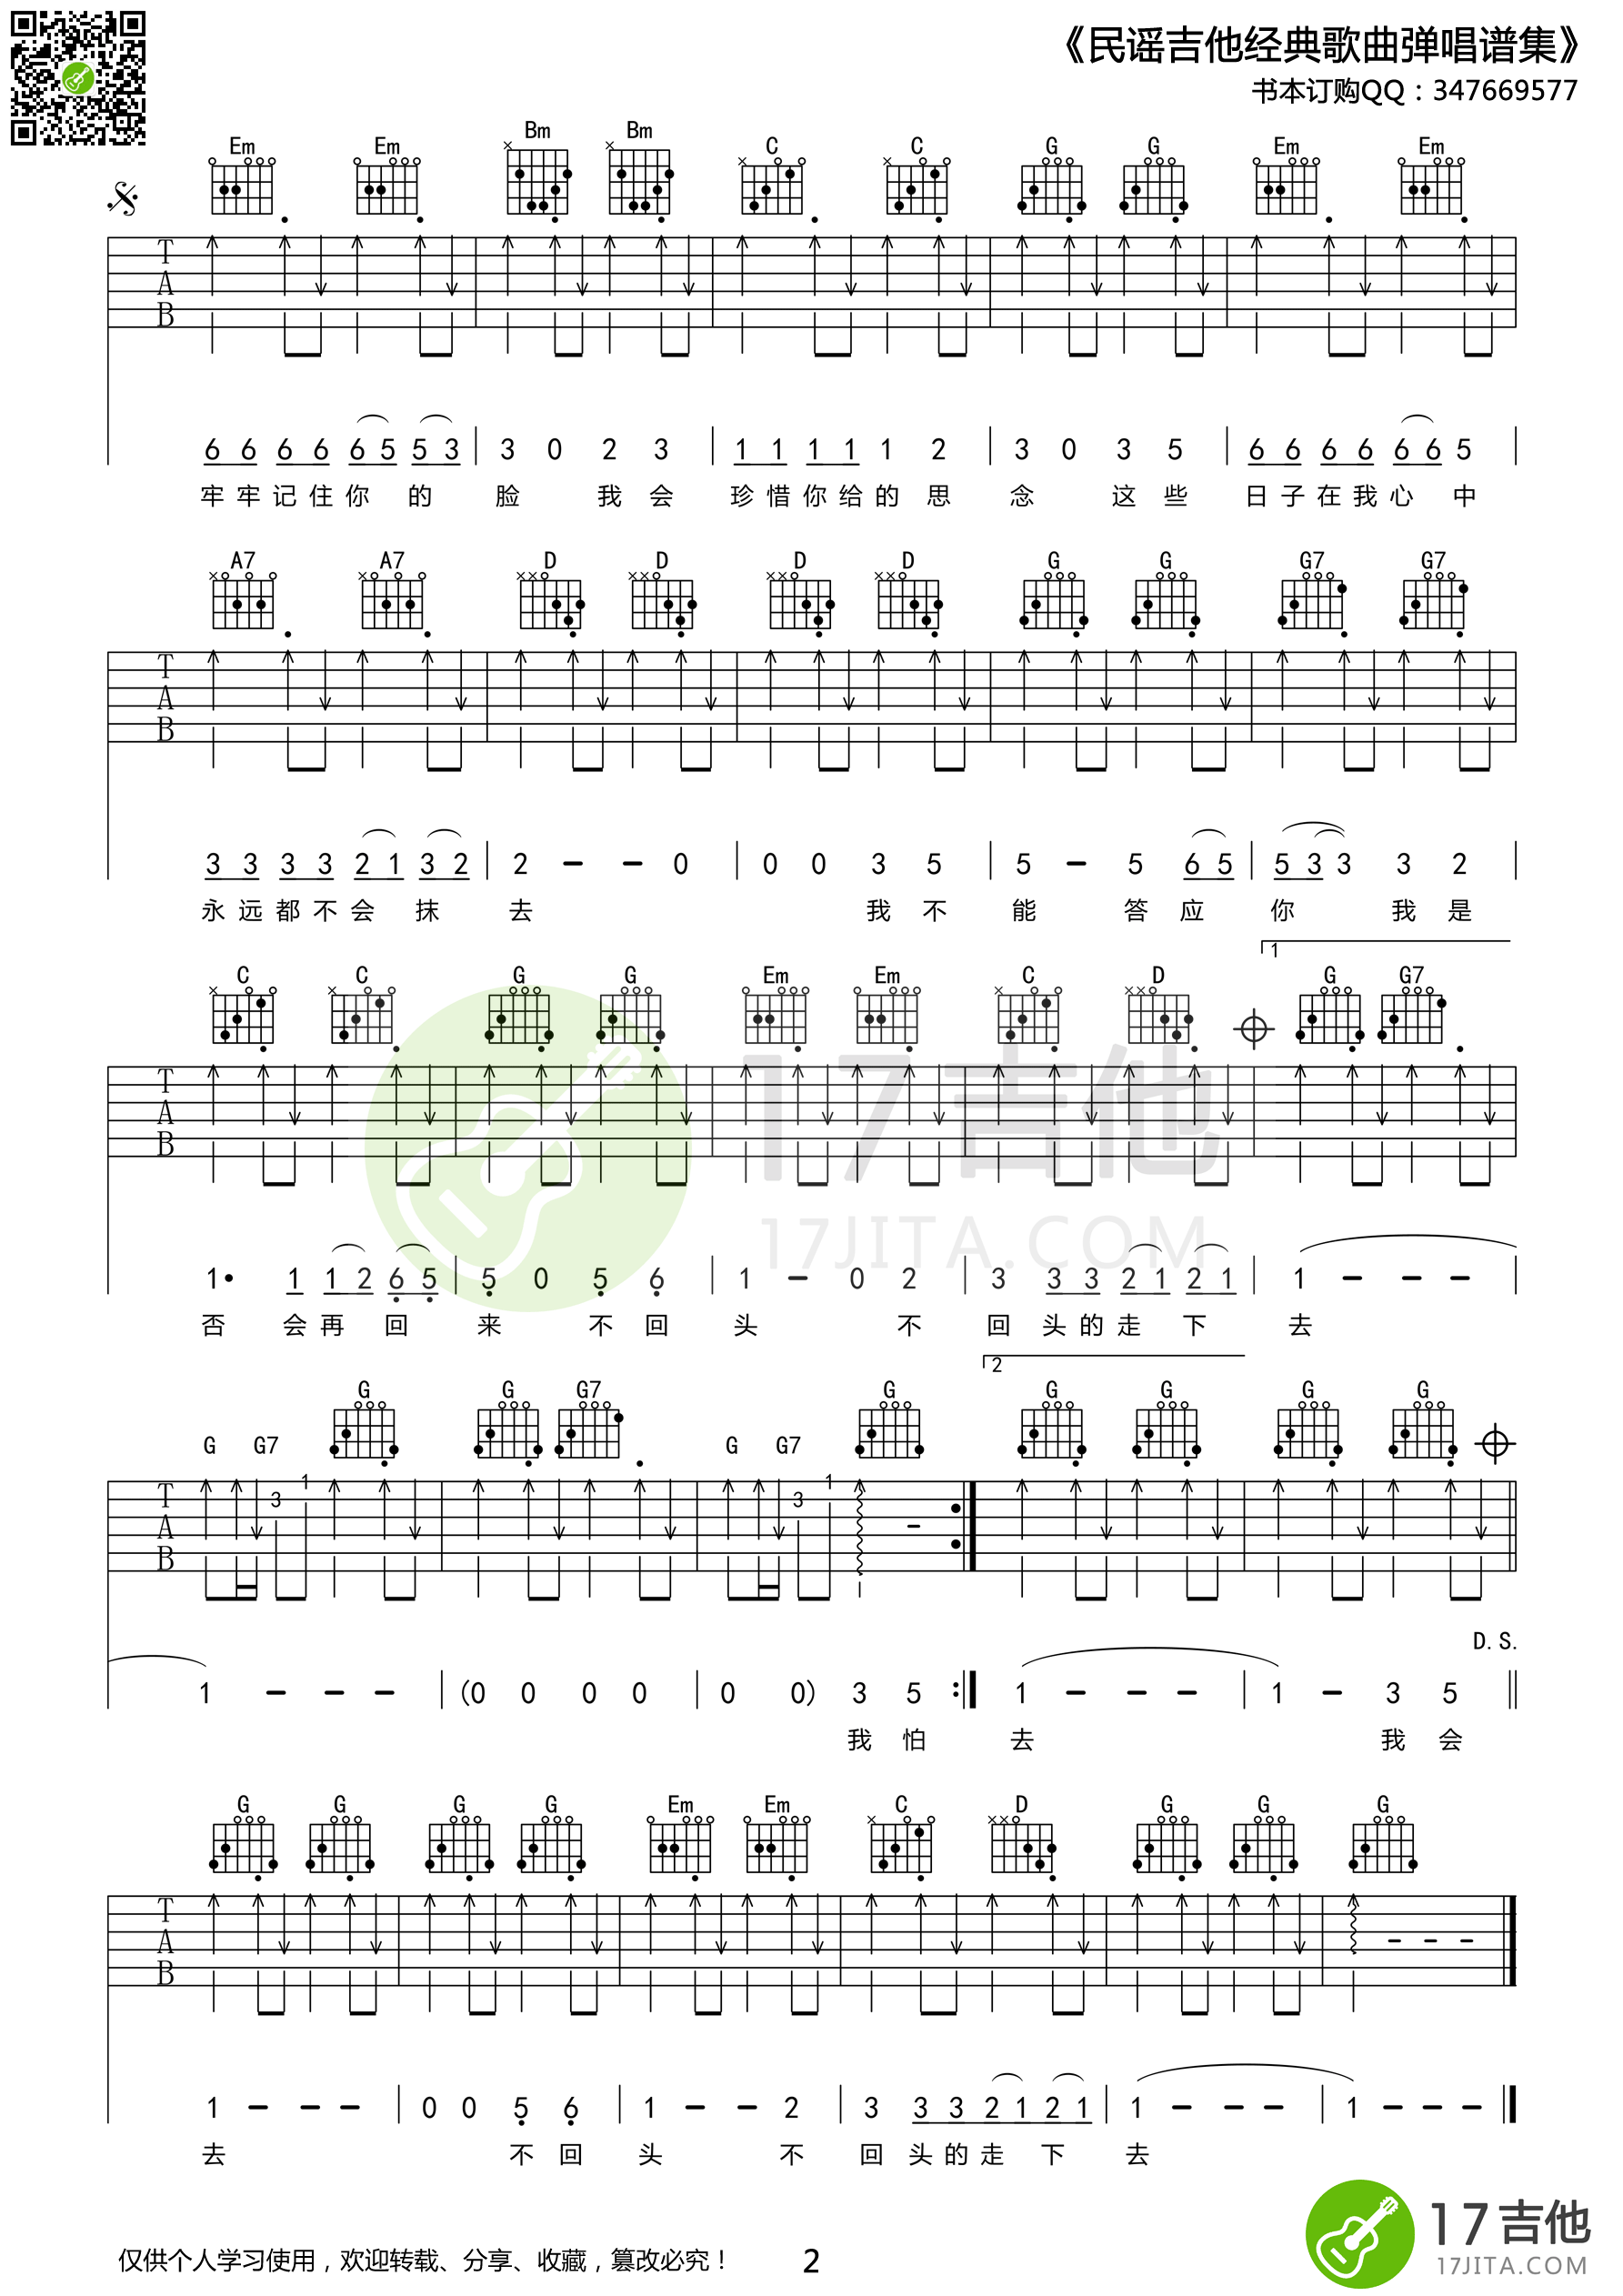 《民谣吉他经典歌曲弹唱谱集》
书本订购QQ：347669577
Em Em Bm Bm C C G G Em Em
T
A
B
6 6 6 6 6 5 5 3 | 3 0 2 3 | 1 1 1 1 1 2 | 3 0 3 5 | 6 6 6 6 6 6 5 |
牢牢记住你的脸 我会珍惜你给的思念 这些日子在我心中
A7 A7 D D D D G G G7 G7
T
A
B
3 3 3 3 2 1 3 2 | 2 – – 0 | 0 0 3 5 | 5 – 5 6 5 | 5 3 3 3 2 |
永远都不会抹去 我不能答应你 我是
1
C C G G Em Em C D G G7
T
A
B
1• 1 1 2 6 5 | 5 0 5 6 | 1 – 0 2 | 3 3 3 2 1 2 1 | 1 – – –
否会再回来 不回头 不回头的走下去
17吉他
17JITA.COM
2
G G7 G G G7 G G7 G G G G G
3 1 3 1
T
A
B
D.S.
1 – – – | (0 0 0 0 | 0 0) 3 5 :| 1 – – – | 1 – 3 5 ||
我怕去 我会
G G G G Em Em C D G G G
T
A
B
1 – – – | 0 0 5 6 | 1 – – 2 | 3 3 3 2 1 2 1 | 1 – – – | 1 – – – |
去 不回头 不回头的走下去
仅供个人学习使用，欢迎转载、分享、收藏，篡改必究！ 2
17吉他
17JITA.COM